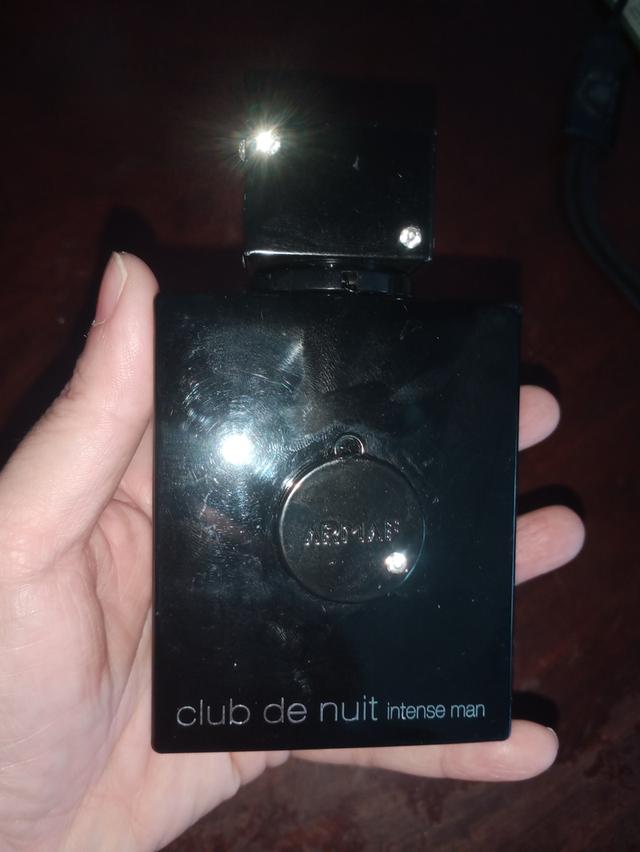 ARMAF
club de nuit intense man